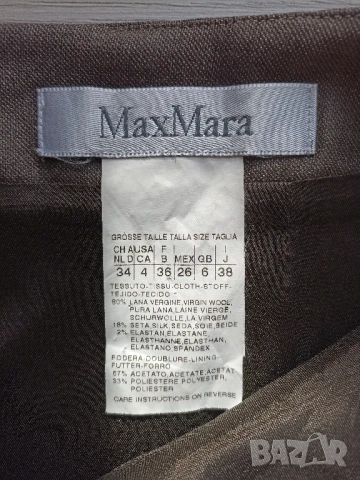 MaxMara
GRÖSSE TAILLE TALLA SIZE TAGLIA
CH A USA F
NL D CA B MEX GB J
34 4 36 26 6 38
TESSUTO-TISSU-CLOTH-STOFF-
TEJIDO-TECIDO
80% LANA VERGINE, VIRGIN WOOL,
PURA LANA, LAINE VIERGE,
SCHURWOLLE, LA VIRGEM
18% SETA, SILK, SEDA, SOIE, SEIDE
2% ELASTAN, ELASTANE,
ELASTHANNE, ELASTHAN,
ELASTANO, SPANDEX
FODERA DOUBLURE-LINING-
FUTTER-FORRO
67% ACETATO, ACETATE, ACETAT
33% POLIESTERE POLYESTER,
POLIESTER
CARE INSTRUCTIONS ON REVERSE
BAZAR.bg